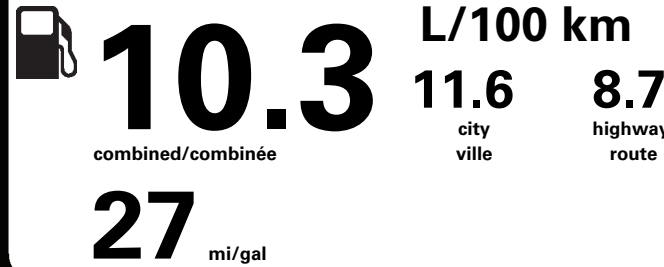 10.3
L/100 km
11.6 8.7
combined/combinée
city highway
ville route
27 mi/gal